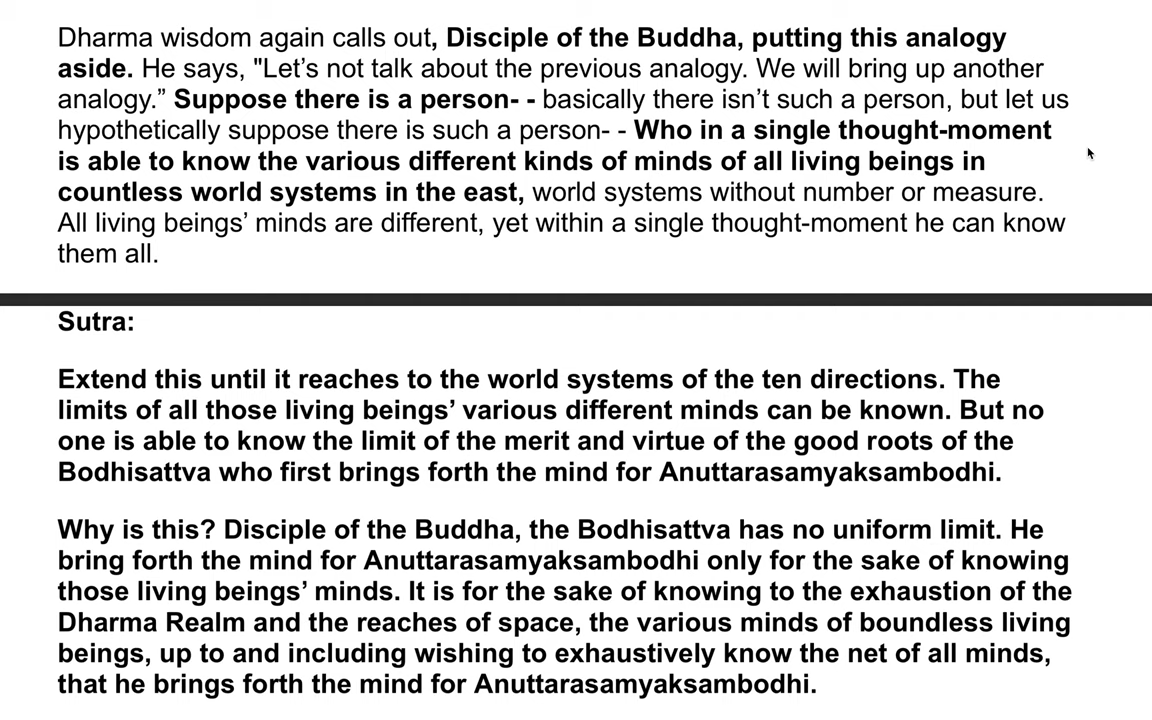 Dharma wisdom again calls out, Disciple of the Buddha, putting this analogy
aside. He says, "Let’s not talk about the previous analogy. We will bring up another
analogy.” Suppose there is a person- - basically there isn’t such a person, but let us
hypothetically suppose there is such a person- - Who in a single thought-moment
is able to know the various different kinds of minds of all living beings in
countless world systems in the east, world systems without number or measure.
All living beings’ minds are different, yet within a single thought-moment he can know
them all.
Sutra:
Extend this until it reaches to the world systems of the ten directions. The
limits of all those living beings’ various different minds can be known. But no
one is able to know the limit of the merit and virtue of the good roots of the
Bodhisattva who first brings forth the mind for Anuttarasamyaksambodhi.
Why is this? Disciple of the Buddha, the Bodhisattva has no uniform limit. He
bring forth the mind for Anuttarasamyaksambodhi only for the sake of knowing
those living beings’ minds. It is for the sake of knowing to the exhaustion of the
Dharma Realm and the reaches of space, the various minds of boundless living
beings, up to and including wishing to exhaustively know the net of all minds,
that he brings forth the mind for Anuttarasamyaksambodhi.